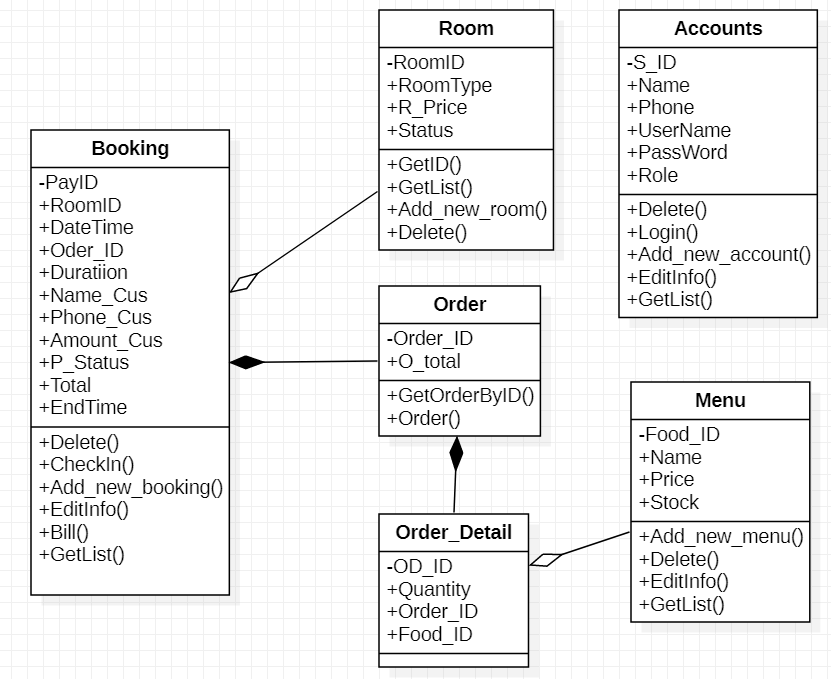 Room
-RoomID
+RoomType
+R_Price
+Status
+GetID()
+GetList()
+Add_new_room()
+Delete()
Accounts
-S_ID
+Name
+Phone
+UserName
+PassWord
+Role
+Delete()
+Login()
+Add_new_account()
+EditInfo()
+GetList()
Booking
-PayID
+RoomID
+DateTime
+Oder_ID
+Duratiion
+Name_Cus
+Phone_Cus
+Amount_Cus
+P_Status
+Total
+EndTime
+Delete()
+CheckIn()
+Add_new_booking()
+EditInfo()
+Bill()
+GetList()
Order
-Order_ID
+O_total
+GetOrderByID()
+Order()
Menu
-Food_ID
+Name
+Price
+Stock
+Add_new_menu()
+Delete()
+EditInfo()
+GetList()
Order_Detail
-OD_ID
+Quantity
+Order_ID
+Food_ID